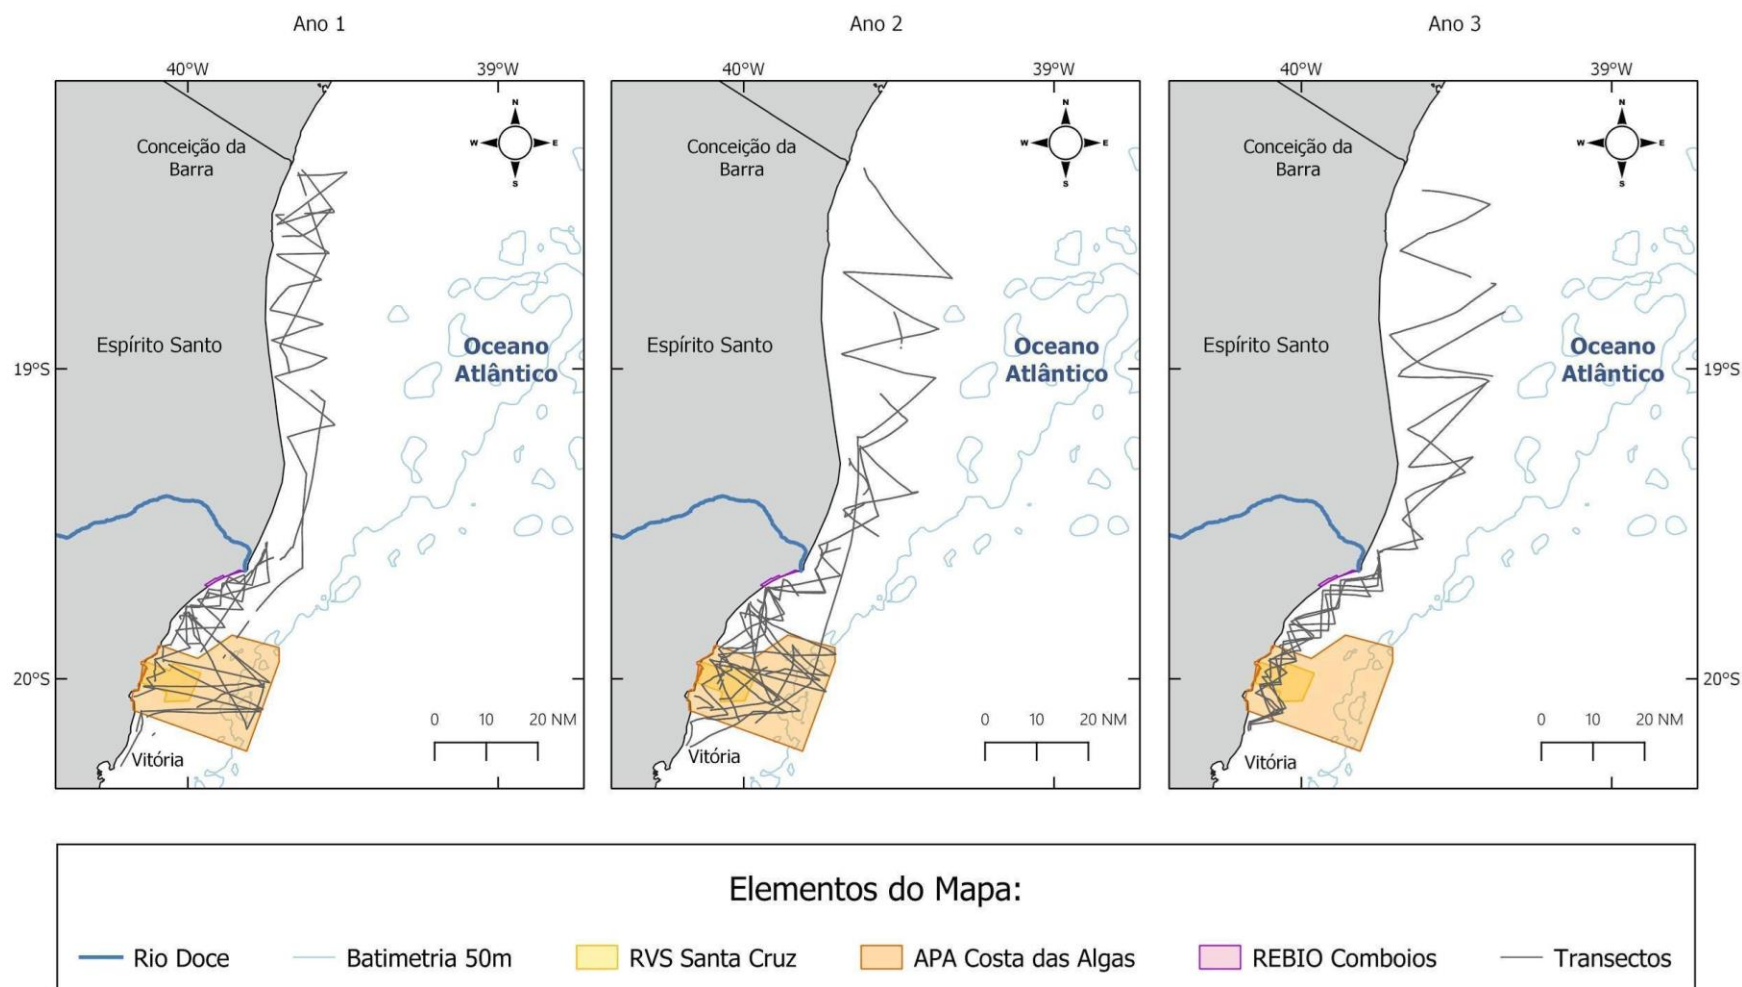 Ano 1
Ano 2
Ano 3
40°W
39°W
40°W
39°W
40°W
39°W
N
W
E
S
Conceição da
Barra
Espírito Santo
Oceano
Atlântico
19°S
20°S
0
10
20 NM
Vitória
N
W
E
S
Conceição da
Barra
Espírito Santo
Oceano
Atlântico
0
10
20 NM
Vitória
N
W
E
S
Conceição da
Barra
Espírito Santo
Oceano
Atlântico
19°S
20°S
0
10
20 NM
Vitória
Elementos do Mapa:
Rio Doce
Batimetria 50m
RVS Santa Cruz
APA Costa das Algas
REBIO Comboios
Transectos